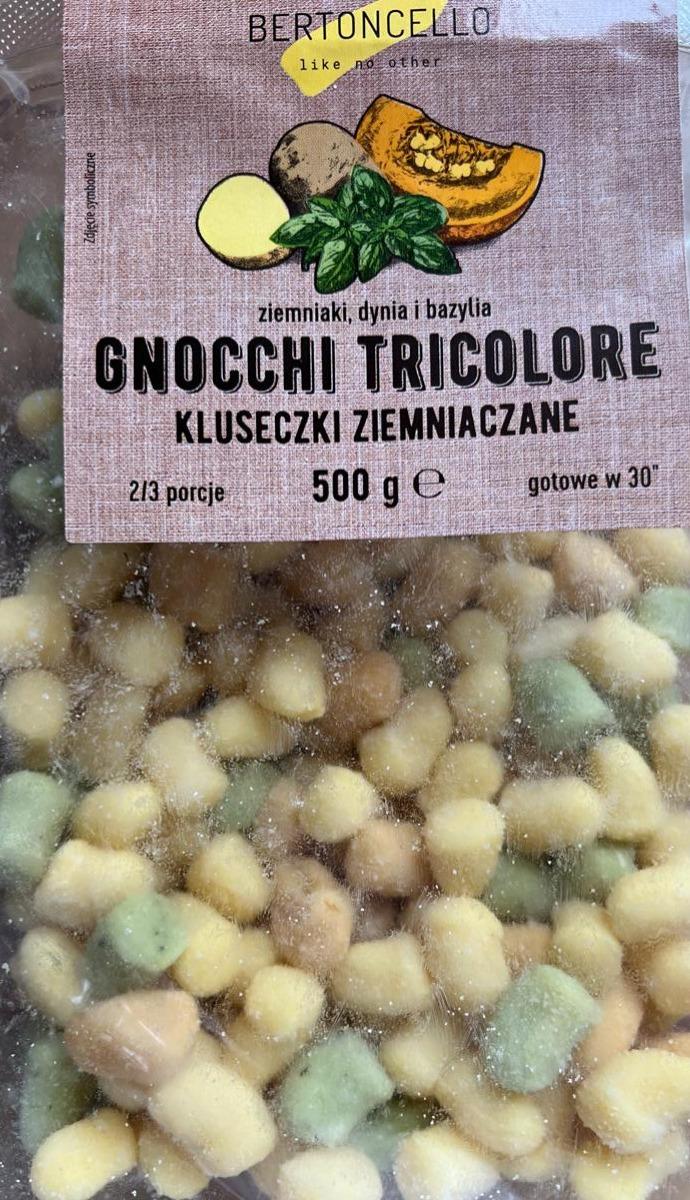 BERTONCELLO
like no other
Zdjęcie symboliczne
ziemniaki, dynia i bazylia
GNOCCHI TRICOLORE
KLUSECZKI ZIEMNIACZANE
2/3 porcje
500 g ℮
gotowe w 30"